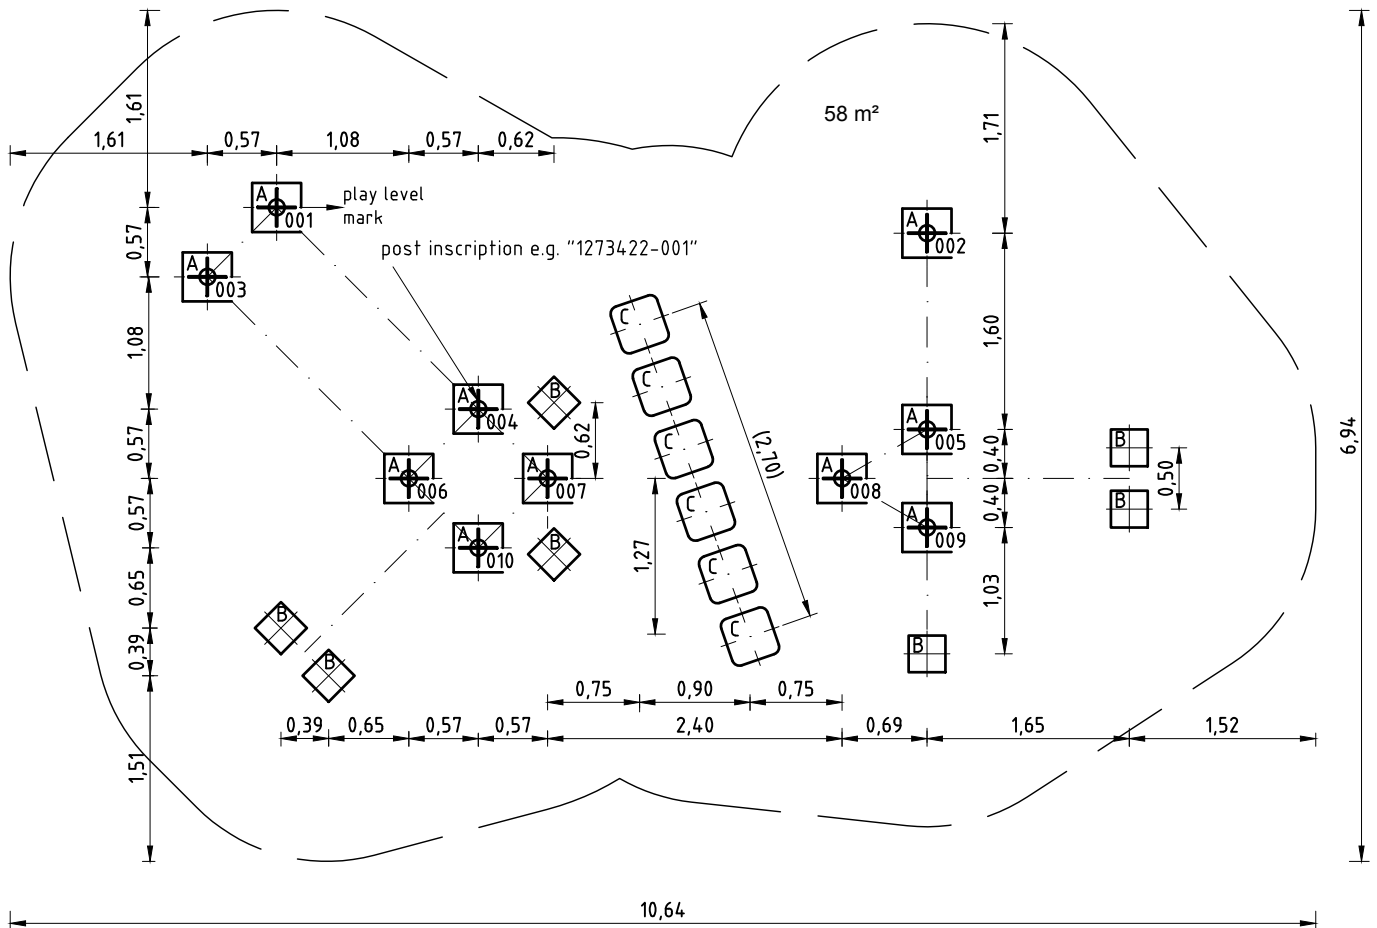 58 m²
1,61
1,71
1,61
0,57
1,08
0,57
0,62
A
001
play level
mark
A
002
0,57
post inscription e.g. "1273422-001"
A
003
C
1,08
1,60
C
B
A
004
A
005
6,94
0,62
C
(2,70)
B
0,57
0,40
A
006
A
007
A
008
0,50
C
B
0,57
0,40
A
009
A
010
B
1,27
C
0,65
1,03
B
C
B
0,39
B
0,75
0,90
0,75
0,39
0,65
0,57
0,57
2,40
0,69
1,65
1,52
1,51
10,64